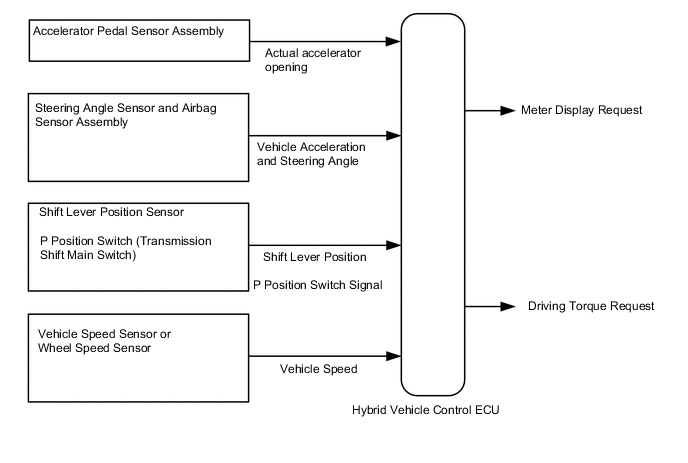 Accelerator Pedal Sensor Assembly
Actual accelerator
opening
Steering Angle Sensor and Airbag
Sensor Assembly
Meter Display Request
Vehicle Acceleration
and Steering Angle
Shift Lever Position Sensor
P Position Switch (Transmission
Shift Main Switch)
Shift Lever Position
P Position Switch Signal
Driving Torque Request
Vehicle Speed Sensor or
Wheel Speed Sensor
Vehicle Speed
Hybrid Vehicle Control ECU